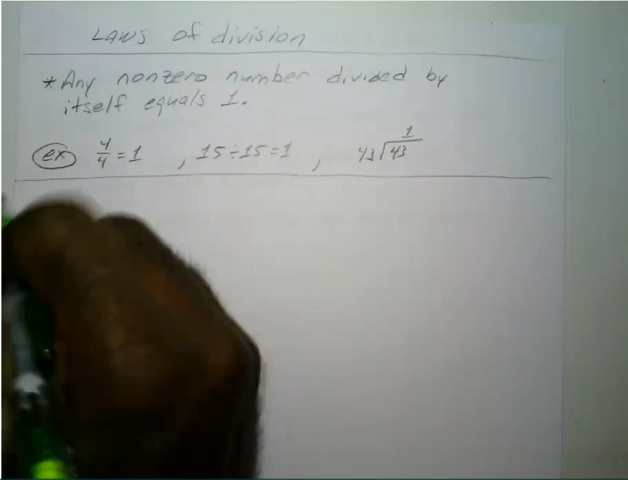 Laws of division
* Any nonzero number divided by
itself equals 1.
ex 4/4 = 1 , 15 ÷ 15 = 1 , 43)43 1